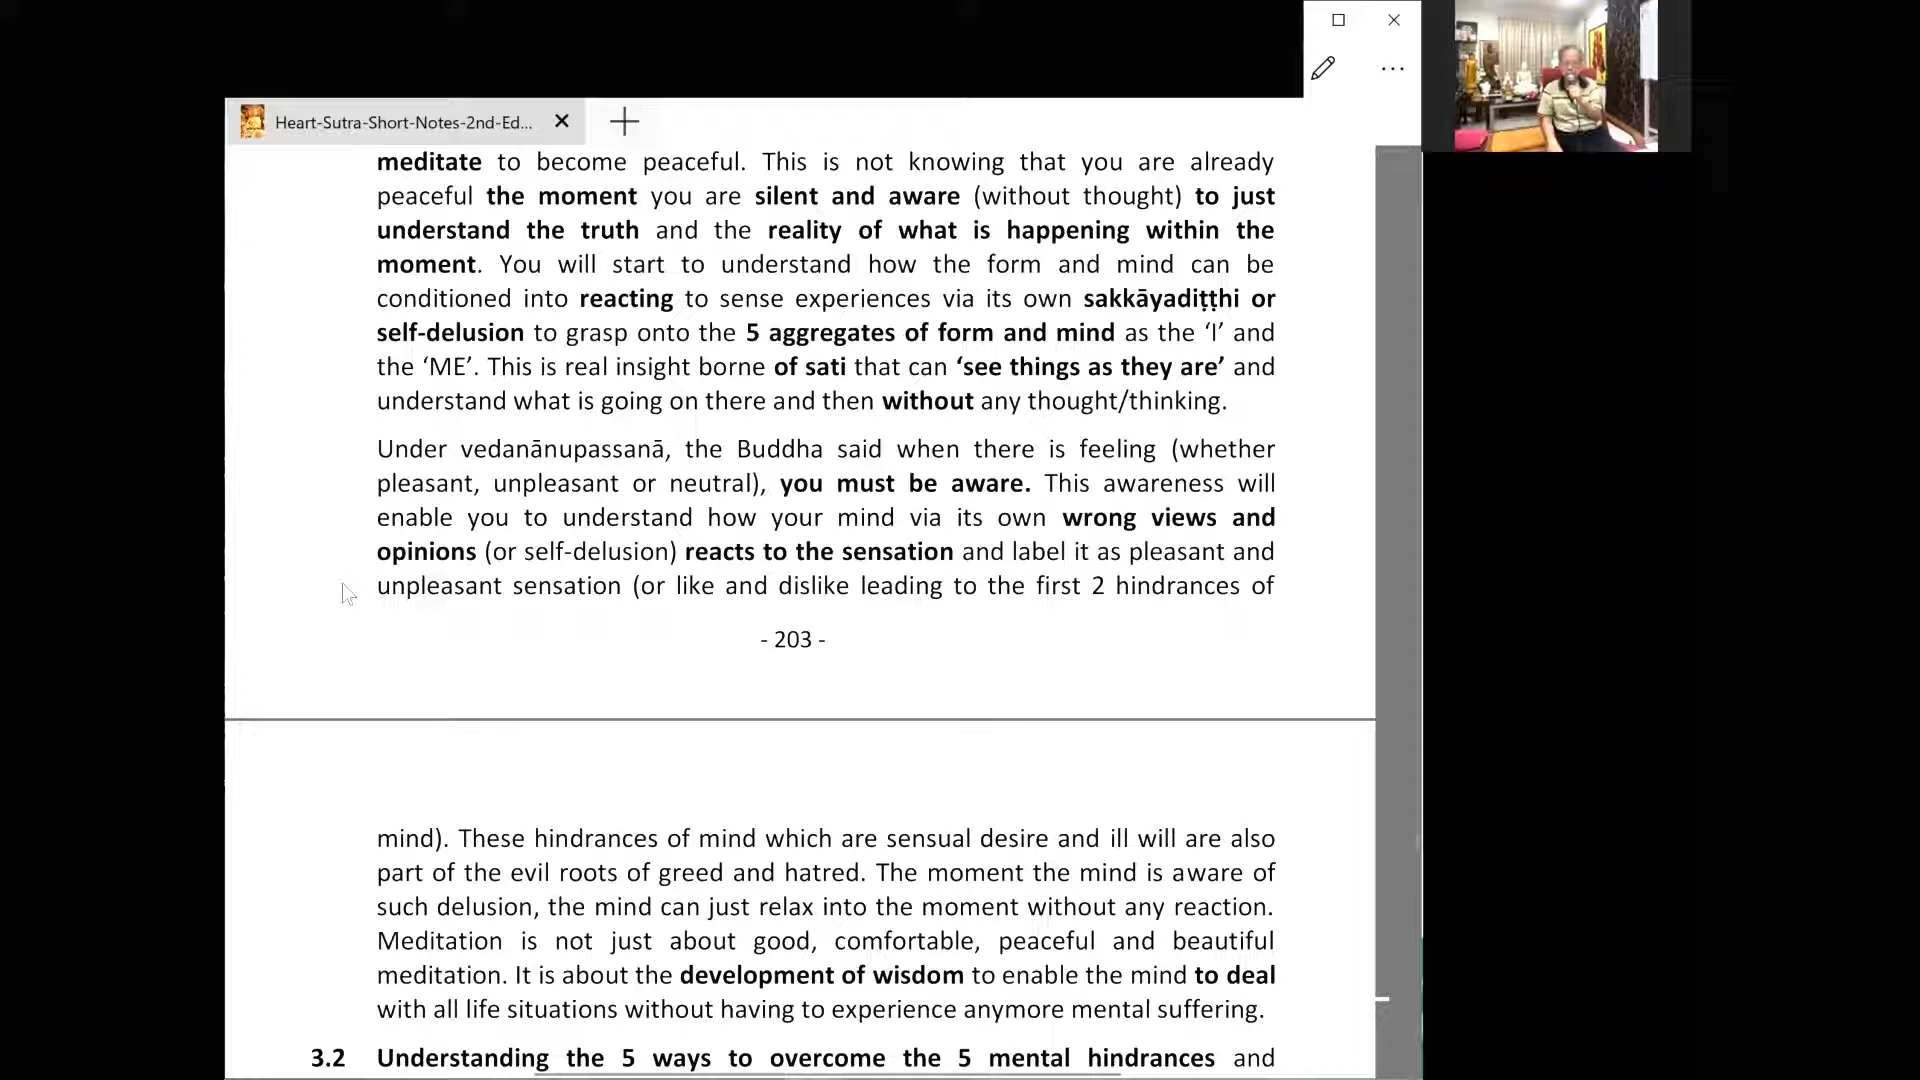 Heart-Sutra-Short-Notes-2nd-Ed...
meditate to become peaceful. This is not knowing that you are already
peaceful the moment you are silent and aware (without thought) to just
understand the truth and the reality of what is happening within the
moment. You will start to understand how the form and mind can be
conditioned into reacting to sense experiences via its own sakkāyadiṭṭhi or
self-delusion to grasp onto the 5 aggregates of form and mind as the ‘I’ and
the ‘ME’. This is real insight borne of sati that can ‘see things as they are’ and
understand what is going on there and then without any thought/thinking.
Under vedanānupassanā, the Buddha said when there is feeling (whether
pleasant, unpleasant or neutral), you must be aware. This awareness will
enable you to understand how your mind via its own wrong views and
opinions (or self-delusion) reacts to the sensation and label it as pleasant and
unpleasant sensation (or like and dislike leading to the first 2 hindrances of
- 203 -
mind). These hindrances of mind which are sensual desire and ill will are also
part of the evil roots of greed and hatred. The moment the mind is aware of
such delusion, the mind can just relax into the moment without any reaction.
Meditation is not just about good, comfortable, peaceful and beautiful
meditation. It is about the development of wisdom to enable the mind to deal
with all life situations without having to experience anymore mental suffering.
3.2 Understanding the 5 ways to overcome the 5 mental hindrances and